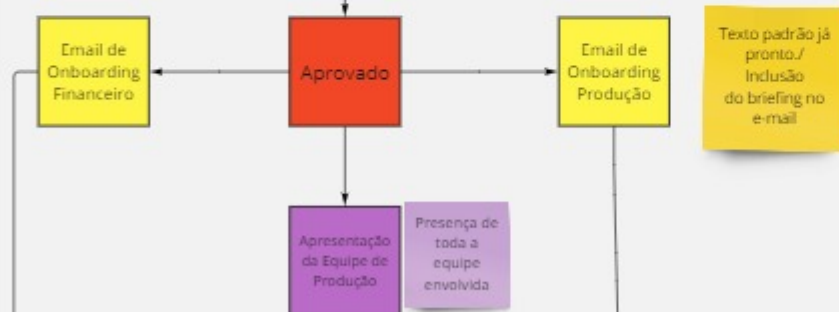 Email de
Onboarding
Financeiro
Aprovado
Email de
Onboarding
Produção
Texto padrão já
pronto./
Inclusão
do briefing no
e-mail
Apresentação
da Equipe de
Produção
Presença de
toda a
equipe
envolvida